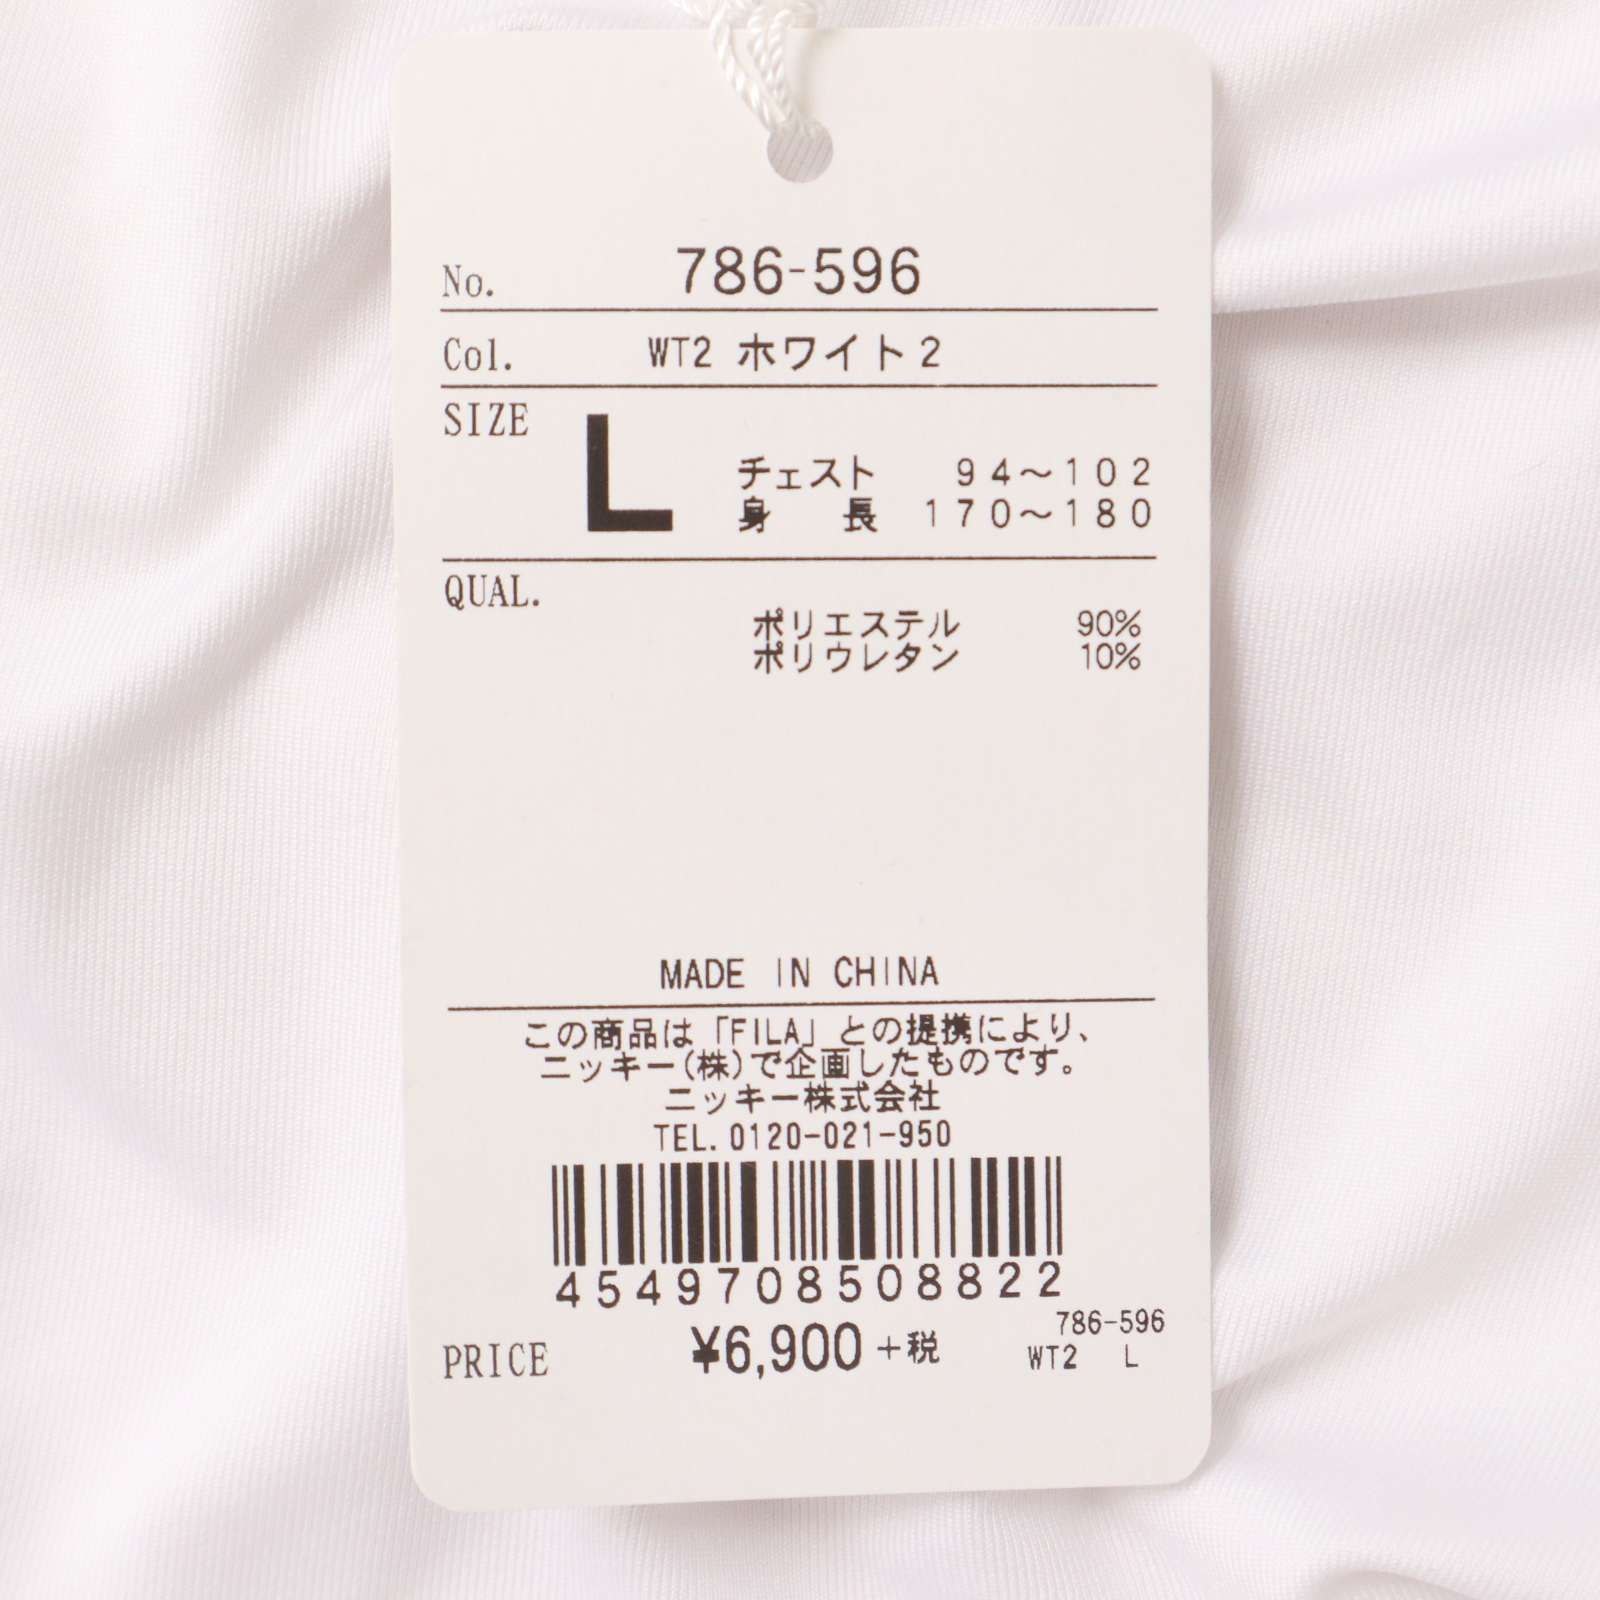 No. 786-596
Col. WT2 ホワイト2
SIZE L チェスト 94～102
身 長 170～180
QUAL.
ポリエステル 90%
ポリウレタン 10%
MADE IN CHINA
この商品は「FILA」との提携により、
ニッキー(株)で企画したものです。
ニッキー株式会社
TEL. 0120-021-950
4549708508822
786-596
PRICE ¥6,900+税 WT2 L